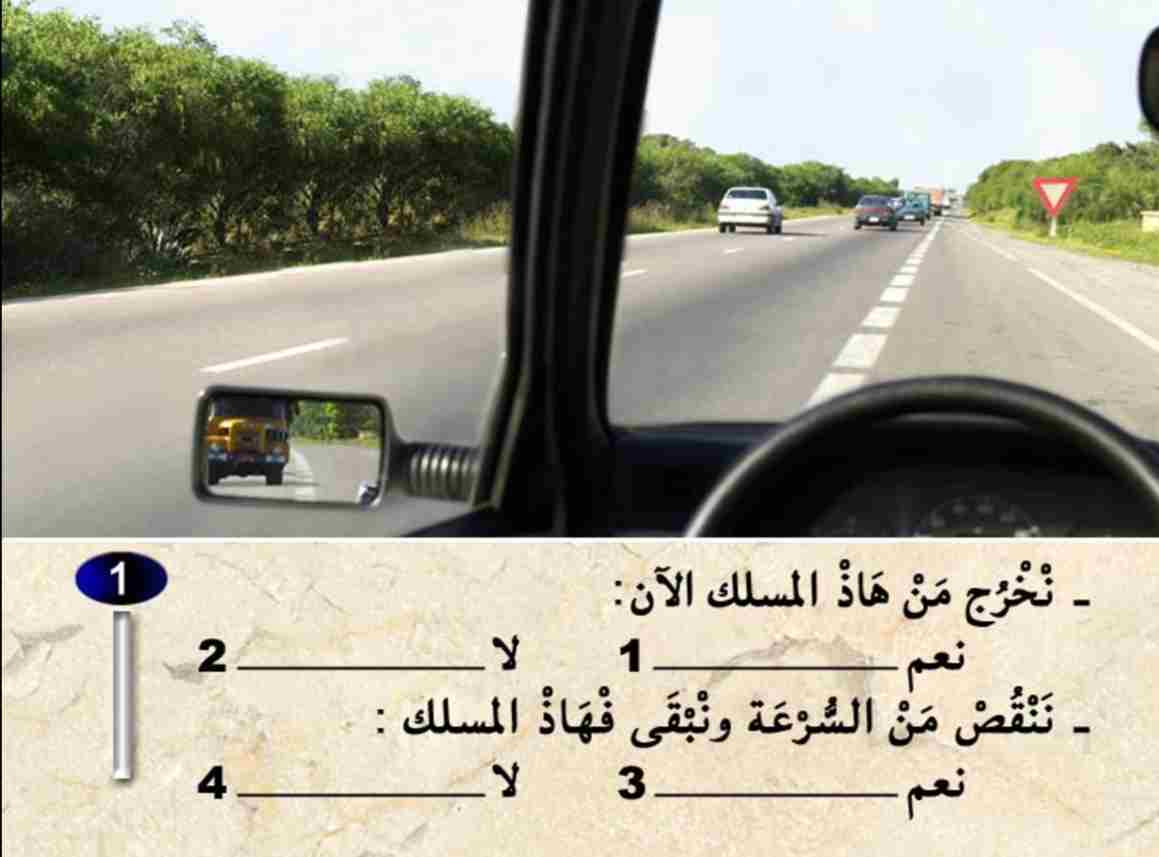 1
ـ نْخْرُج مَنْ هَاذْ المسلك الآن:
نعم ________ 1 لا ________ 2
ـ نَنْقُصْ مَنْ السُّرْعَة ونْبْقَى فْهَاذْ المسلك :
نعم ________ 3 لا ________ 4